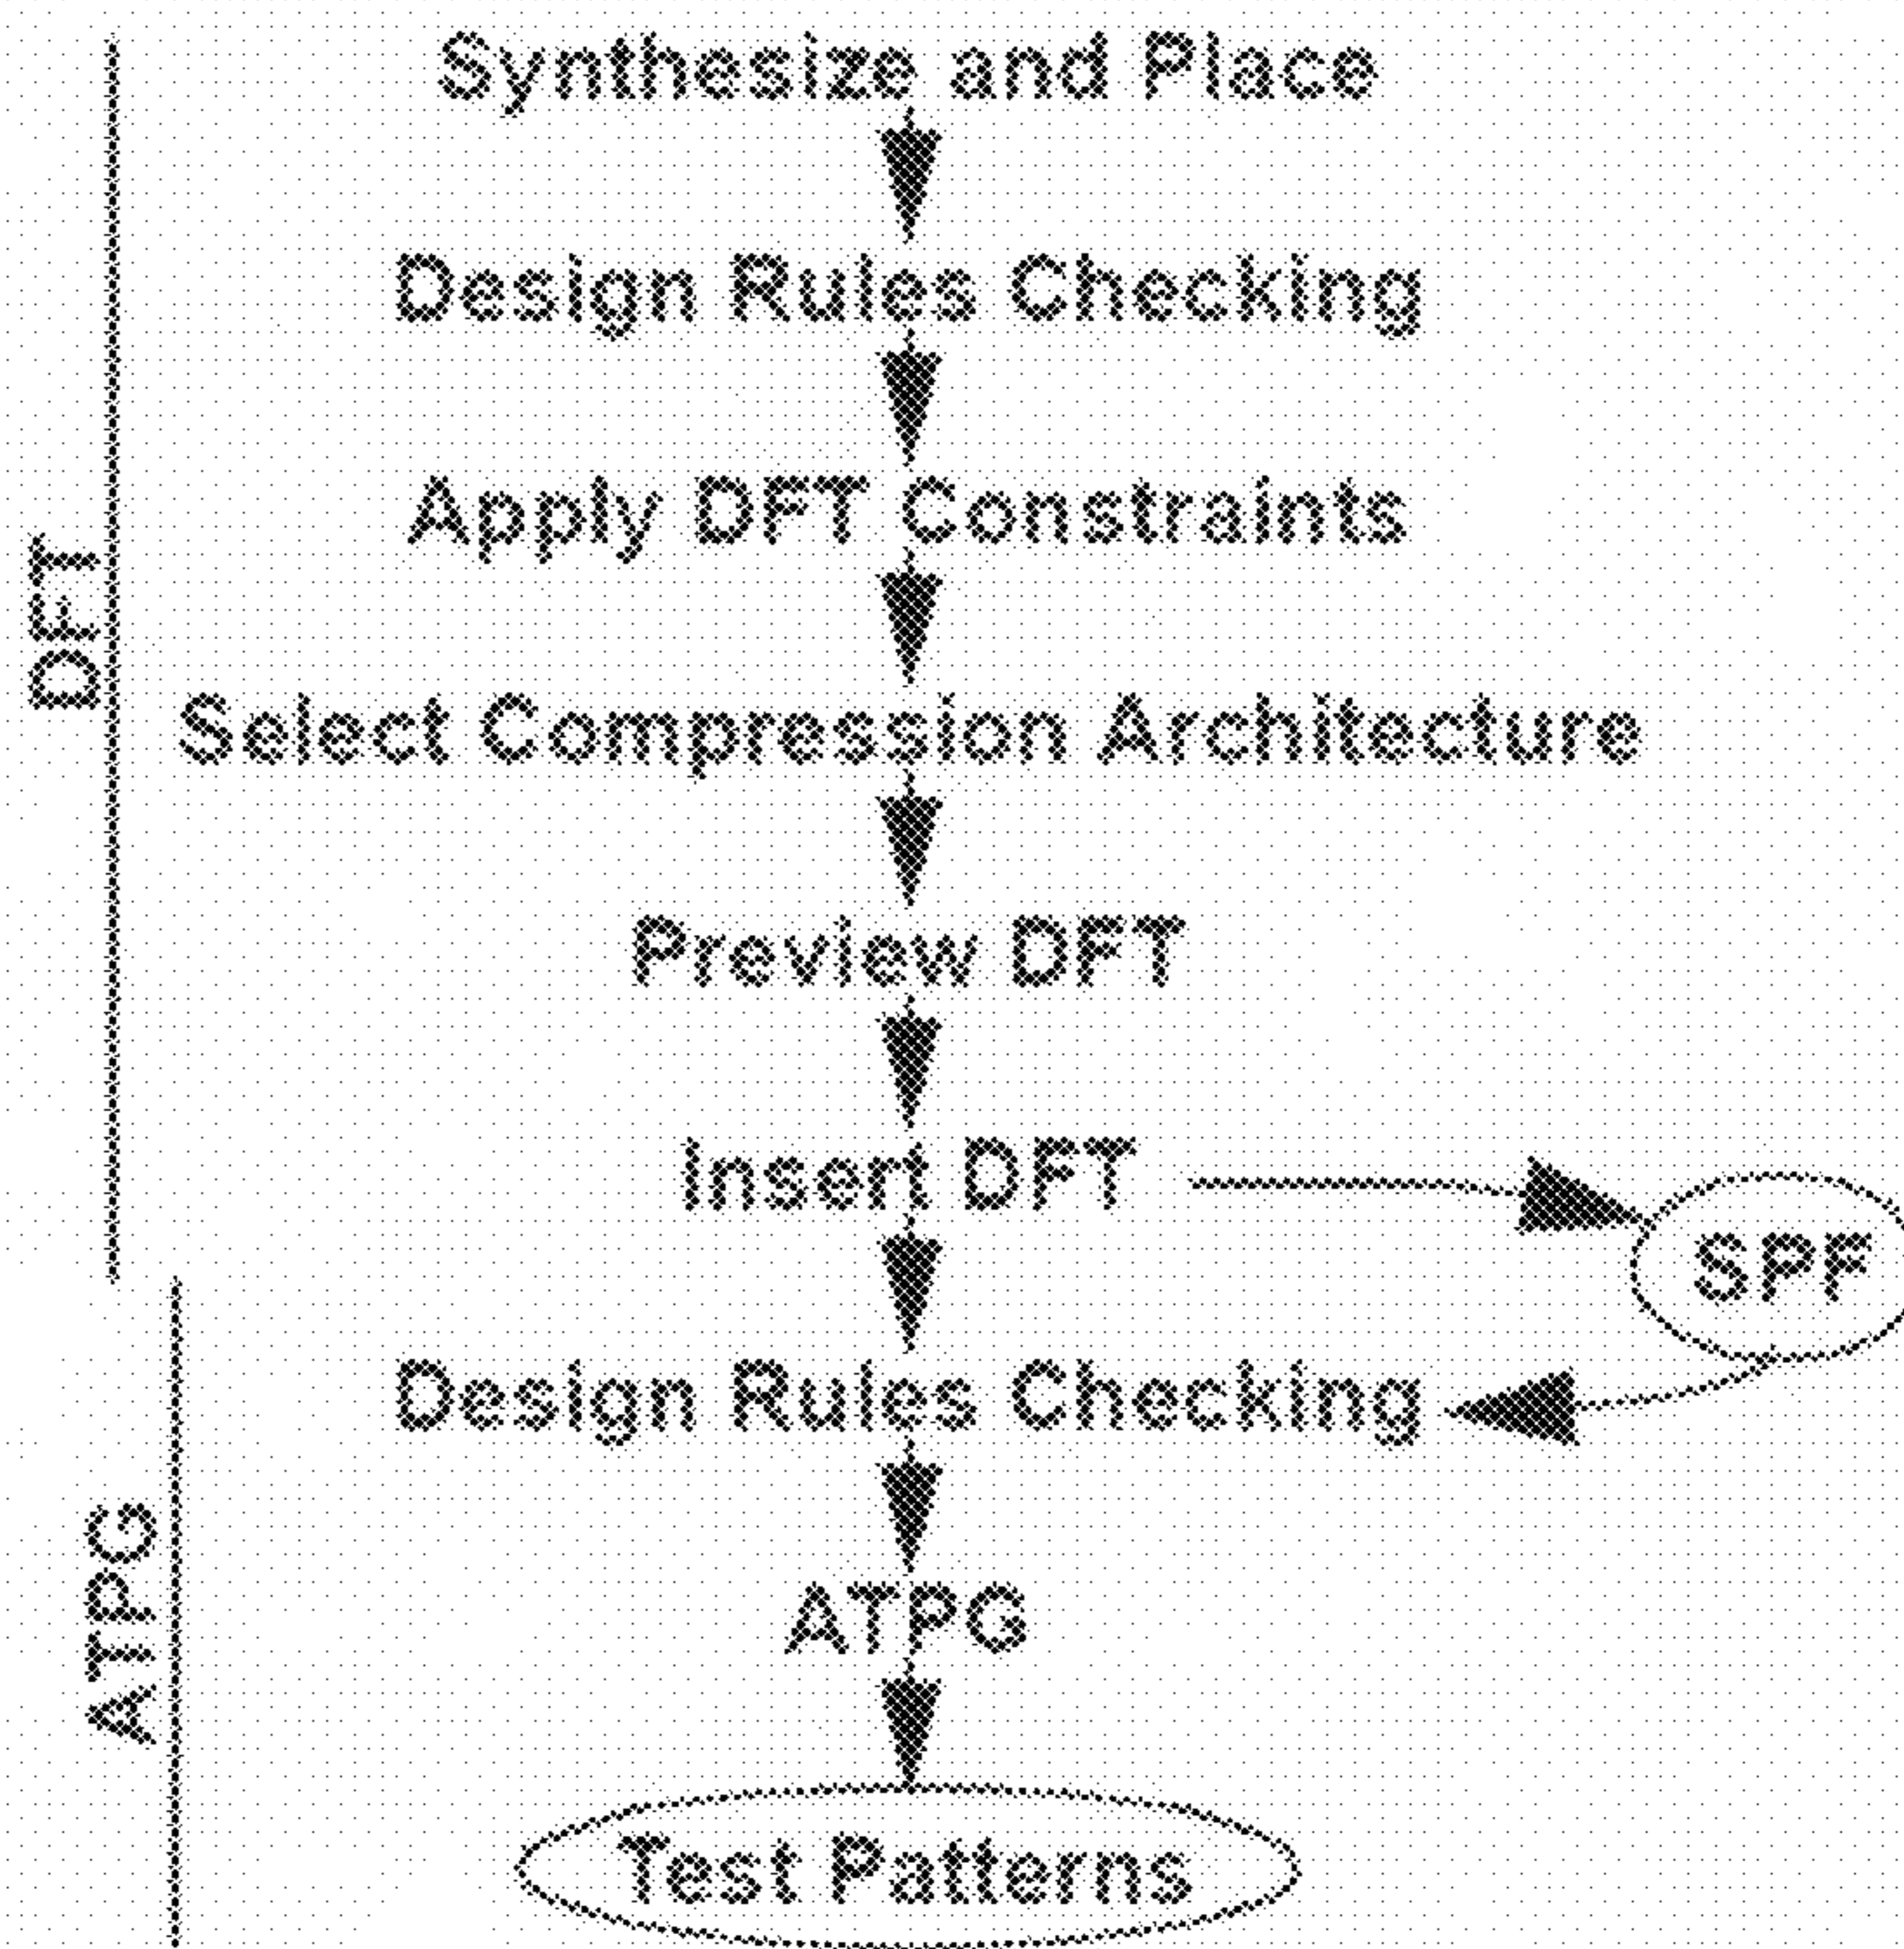 Synthesize and Place
Design Rules Checking
Apply DFT Constraints
DFT
Select Compression Architecture
Preview DFT
Insert DFT
SPF
Design Rules Checking
ATPG
ATPG
Test Patterns